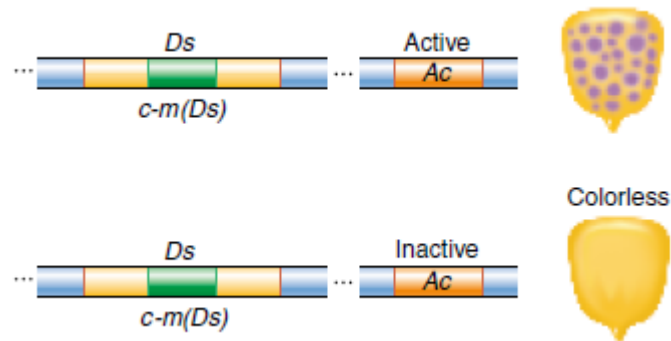 Ds
Active
... ... Ac
c-m(Ds)
Colorless
Ds
Inactive
... ... Ac
c-m(Ds)